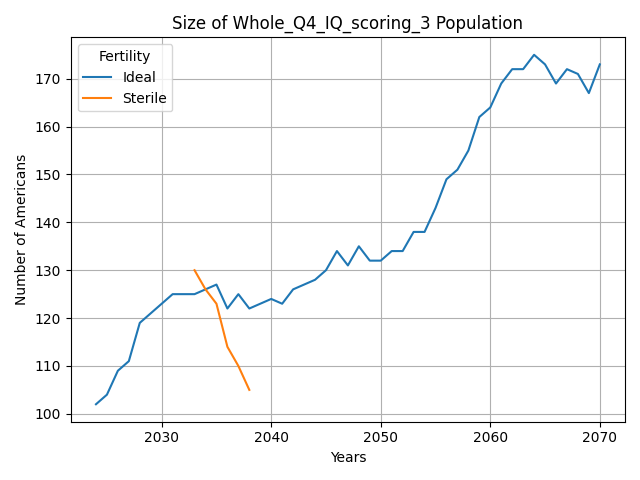 Size of Whole_Q4_IQ_scoring_3 Population
Fertility
Ideal
Sterile
Number of Americans
170
160
150
140
130
120
110
100
2030 2040 2050 2060 2070
Years